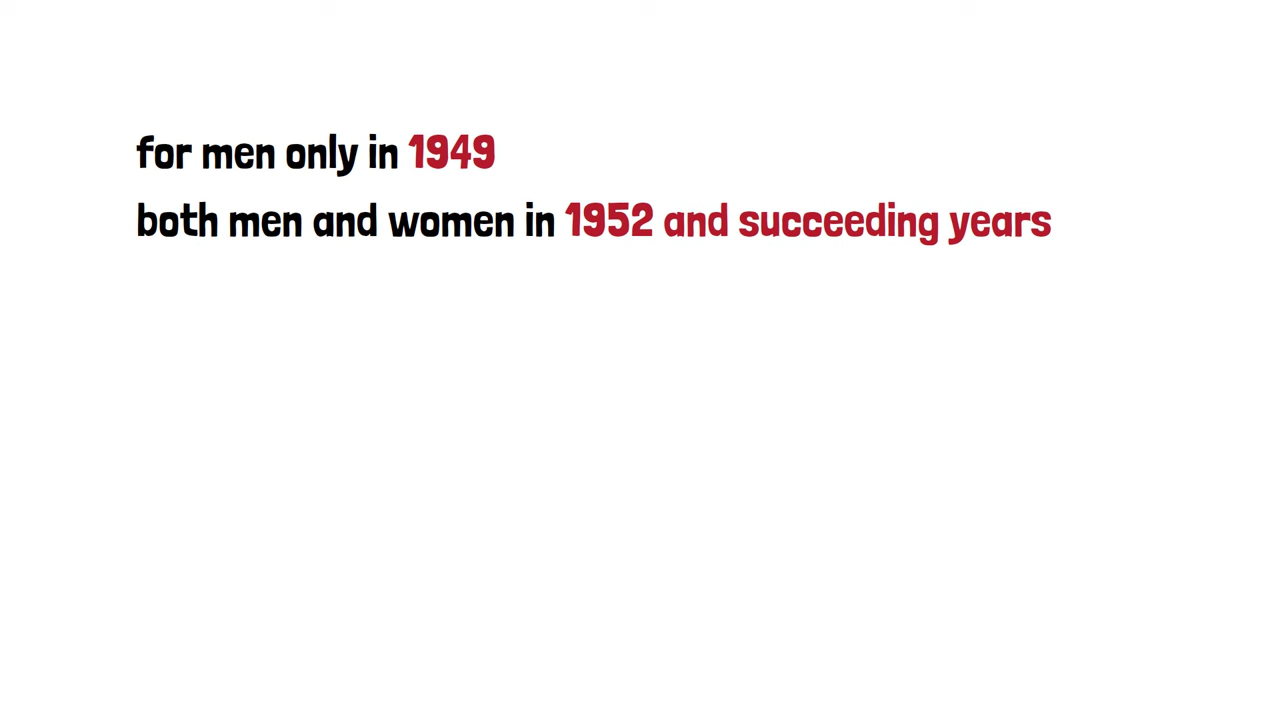 for men only in 1949
both men and women in 1952 and succeeding years